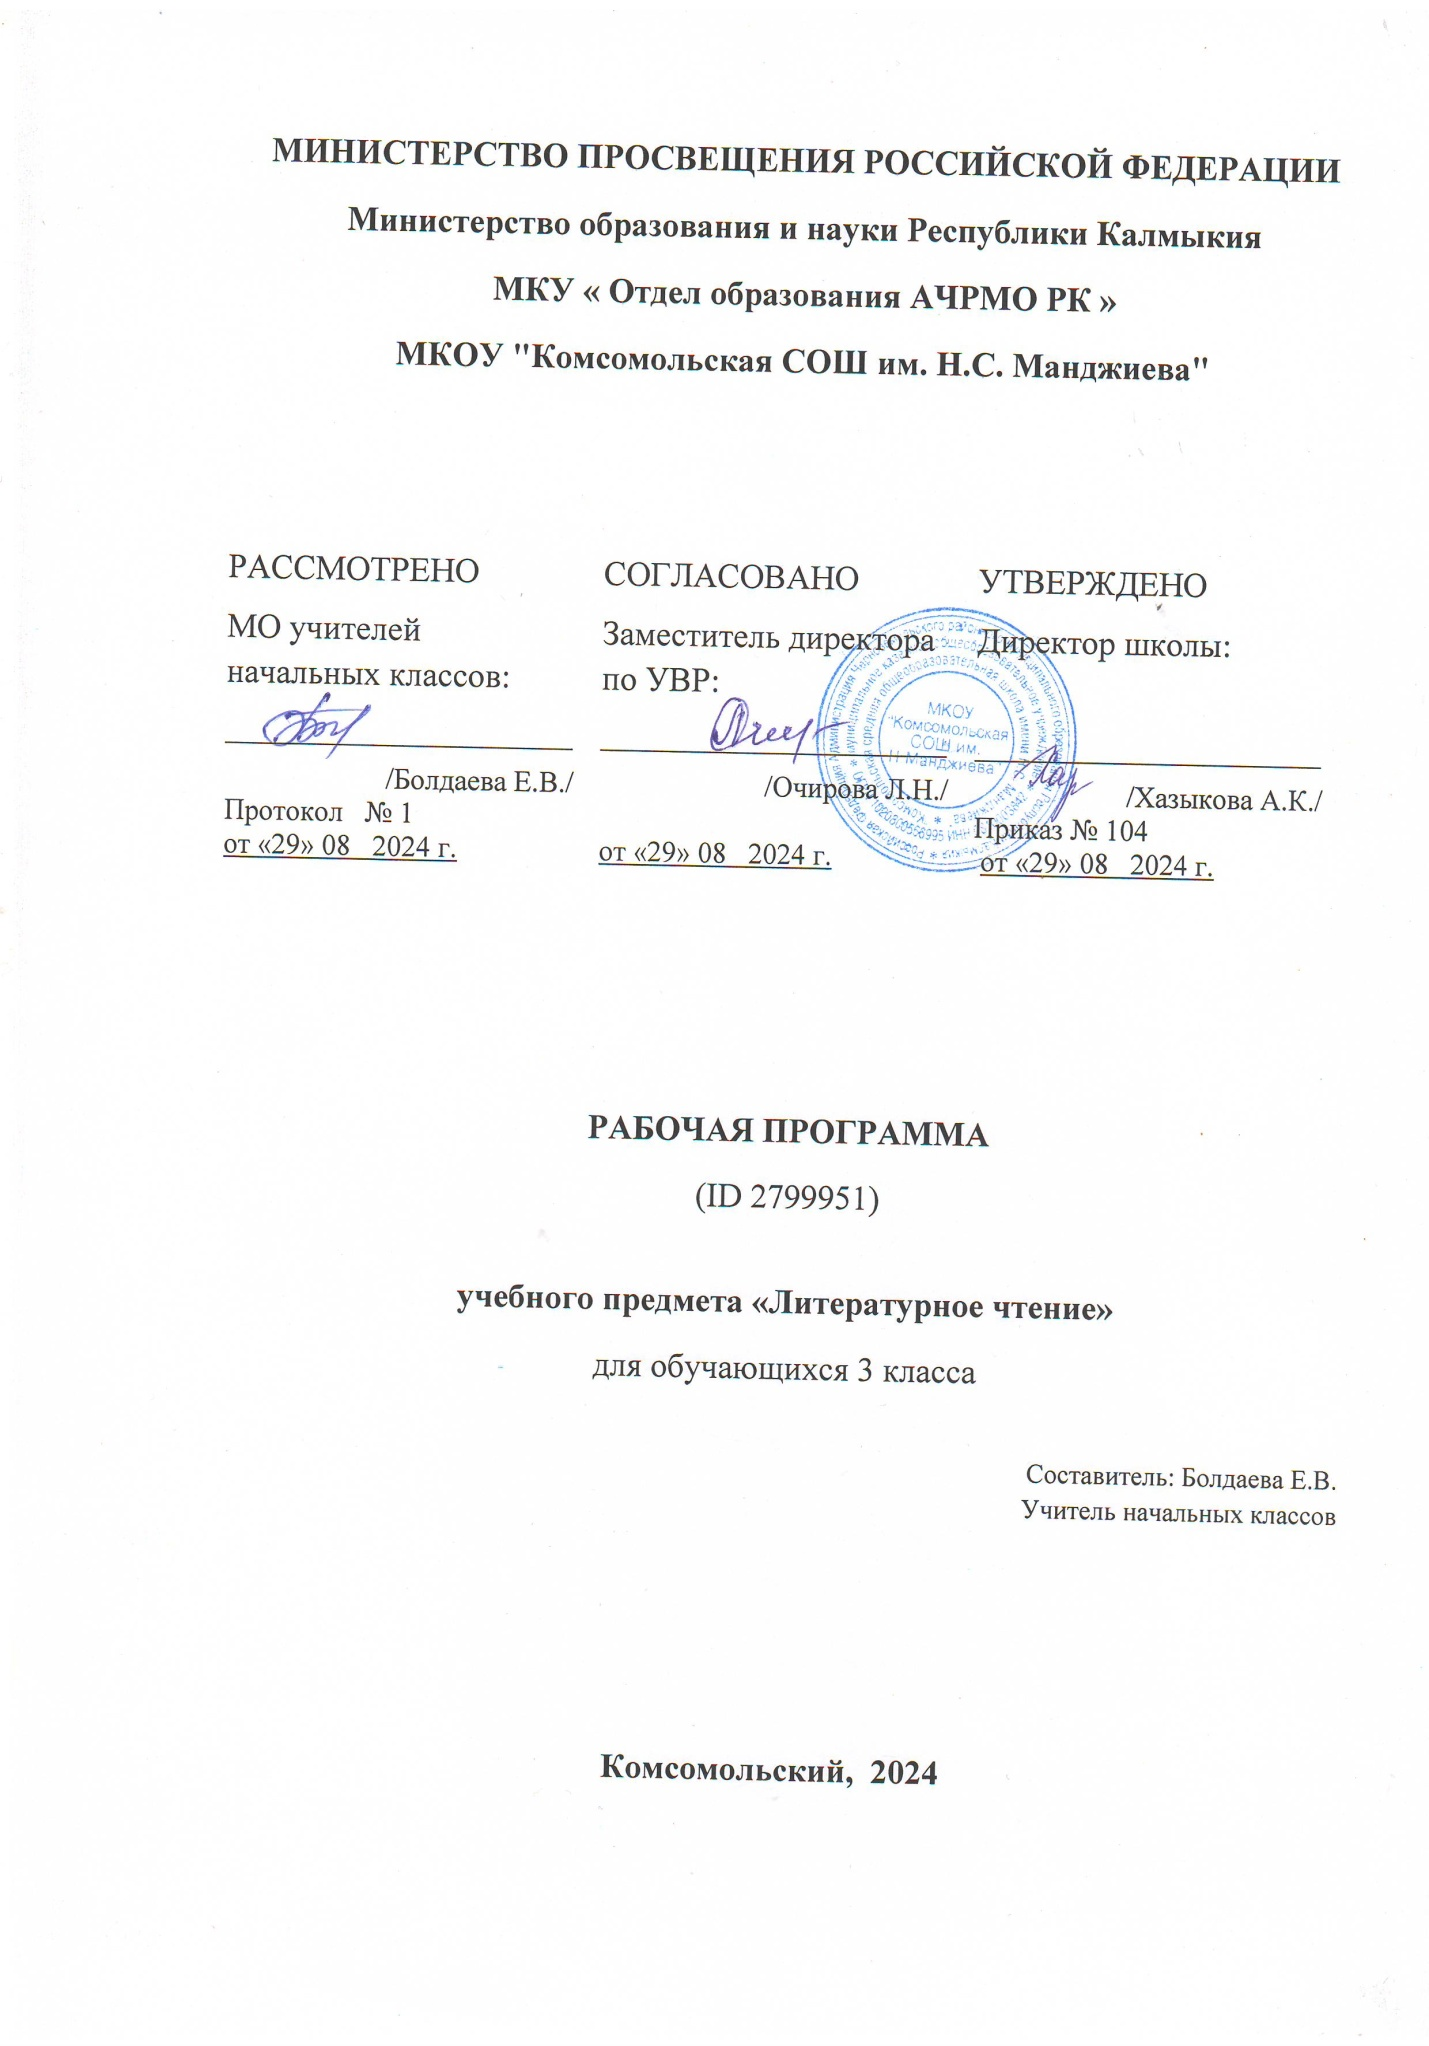 МИНИСТЕРСТВО ПРОСВЕЩЕНИЯ РОССИЙСКОЙ ФЕДЕРАЦИИ
Министерство образования и науки Республики Калмыкия
МКУ « Отдел образования АЧРМО РК »
МКОУ "Комсомольская СОШ им. Н.С. Манджиева"
РАССМОТРЕНО
МО учителей
начальных классов:
/Болдаева Е.В./
Протокол № 1
от «29» 08 2024 г.
СОГЛАСОВАНО
Заместитель директора
по УВР:
/Очирова Л.Н./
от «29» 08 2024 г.
УТВЕРЖДЕНО
Директор школы:
/Хазыкова А.К./
Приказ № 104
от «29» 08 2024 г.
МКОУ
"Комсомольская
СОШ им.
Манджиева"
РАБОЧАЯ ПРОГРАММА
(ID 2799951)
учебного предмета «Литературное чтение»
для обучающихся 3 класса
Составитель: Болдаева Е.В.
Учитель начальных классов
Комсомольский, 2024